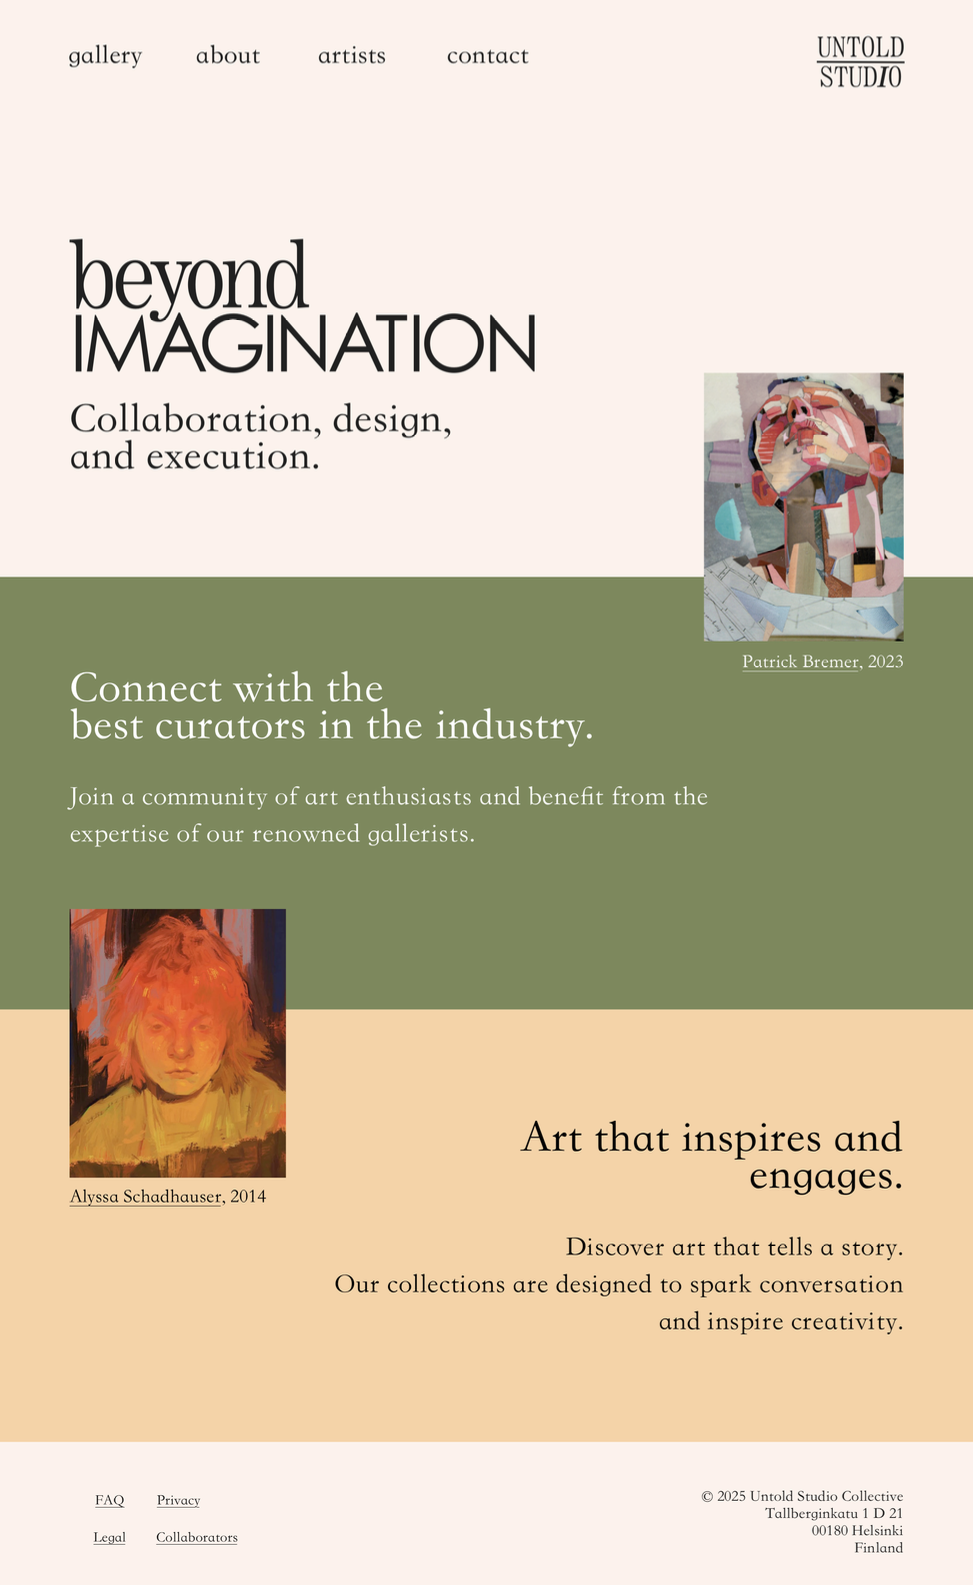 gallery about artists contact
UNTOLD
STUDIO
beyond
IMAGINATION
Collaboration, design,
and execution.
Patrick Bremer, 2023
Connect with the
best curators in the industry.
Join a community of art enthusiasts and benefit from the
expertise of our renowned gallerists.
Alyssa Schadhauser, 2014
Art that inspires and
engages.
Discover art that tells a story.
Our collections are designed to spark conversation
and inspire creativity.
FAQ Privacy
Legal Collaborators
© 2025 Untold Studio Collective
Tallberginkatu 1 D 21
00180 Helsinki
Finland